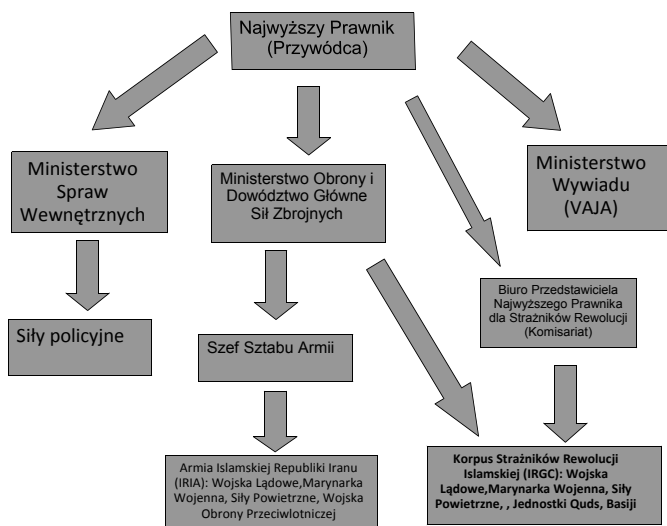 Najwyższy Prawnik
(Przywódca)
Ministerstwo
Spraw
Wewnętrznych
Ministerstwo Obrony i
Dowództwo Główne
Sił Zbrojnych
Ministerstwo
Wywiadu
(VAJA)
Siły policyjne
Szef Sztabu Armii
Biuro Przedstawiciela
Najwyższego Prawnika
dla Strażników Rewolucji
(Komisariat)
Armia Islamskiej Republiki Iranu
(IRIA): Wojska Lądowe,Marynarka
Wojenna, Siły Powietrzne, Wojska
Obrony Przeciwlotniczej
Korpus Strażników Rewolucji
Islamskiej (IRGC): Wojska
Lądowe,Marynarka Wojenna, Siły
Powietrzne, , Jednostki Quds, Basiji